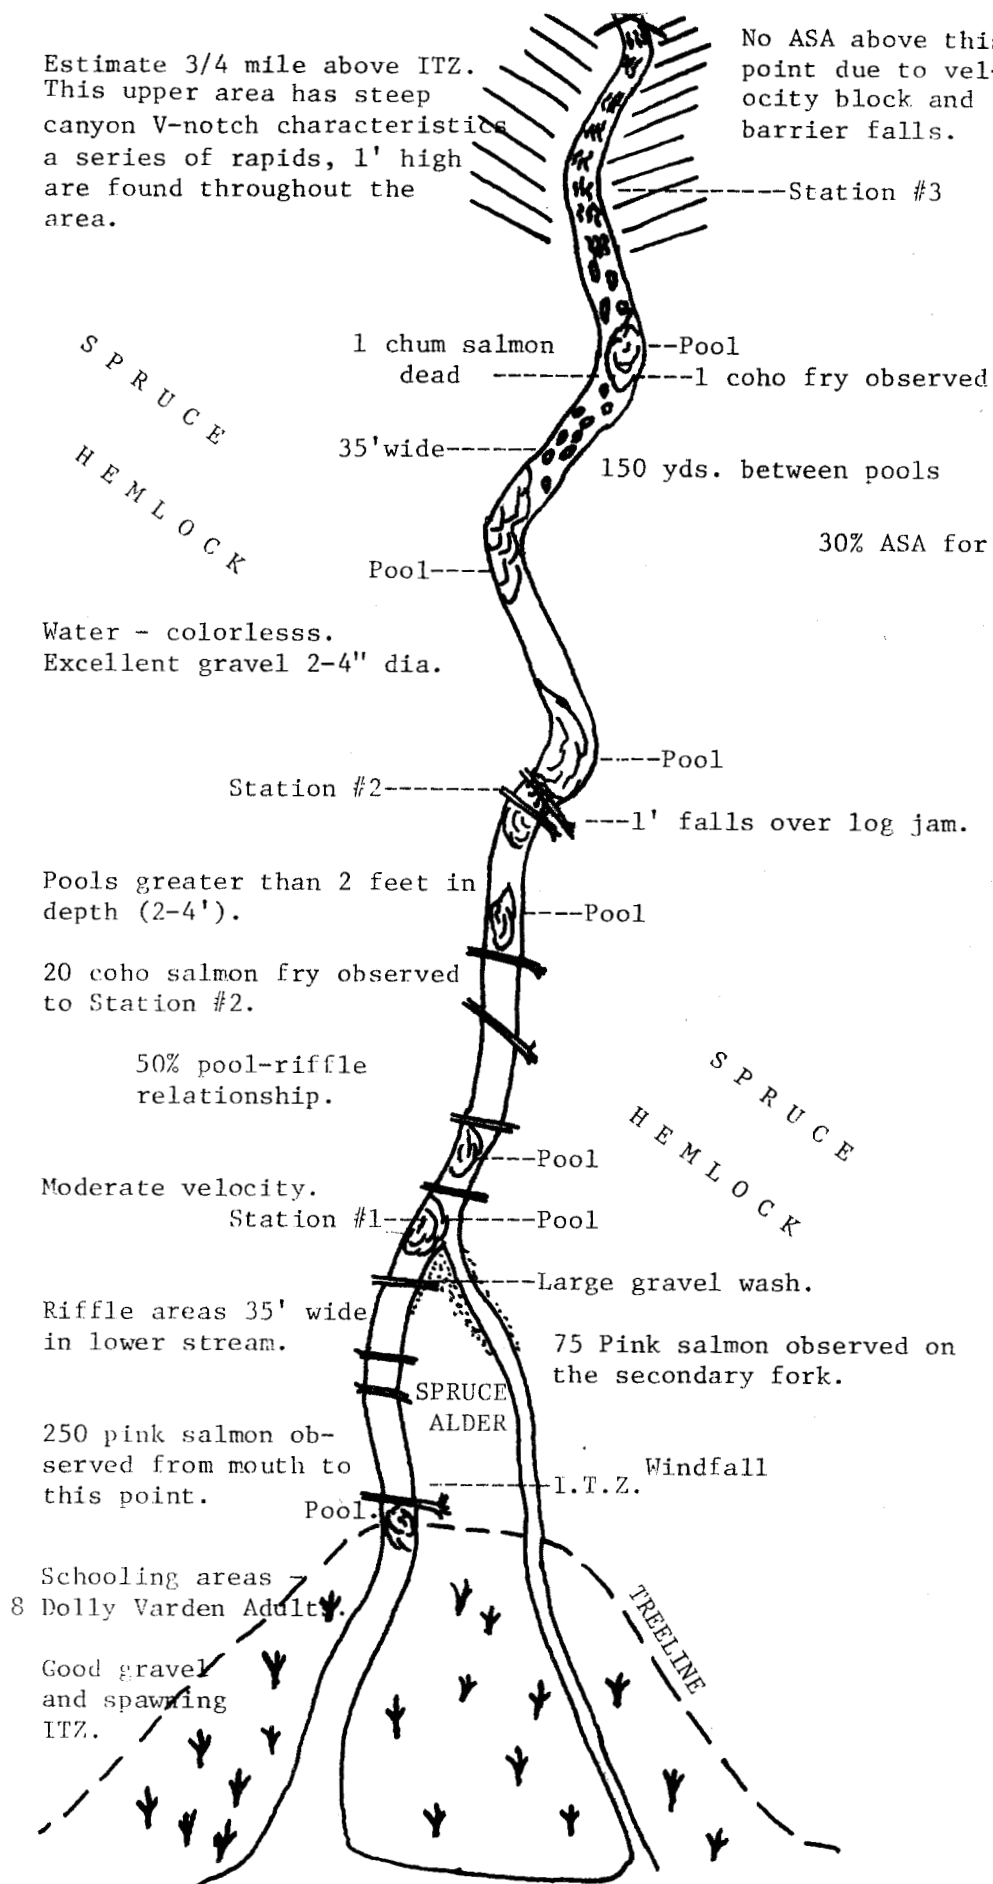 Estimate 3/4 mile above ITZ.
This upper area has steep
canyon V-notch characteristics
a series of rapids, 1' high
are found throughout the
area.
No ASA above this
point due to vel-
ocity block and
barrier falls.
Station #3
SPRUCE
HEMLOCK
1 chum salmon
dead
Pool
1 coho fry observed
35'wide
150 yds. between pools
30% ASA for
Pool
Water - colorlesss.
Excellent gravel 2-4" dia.
Pool
Station #2
1' falls over log jam.
Pools greater than 2 feet in
depth (2-4').
Pool
20 coho salmon fry observed
to Station #2.
50% pool-riffle
relationship.
SPRUCE
HEMLOCK
Pool
Moderate velocity.
Station #1
Pool
Large gravel wash.
Riffle areas 35' wide
in lower stream.
75 Pink salmon observed on
the secondary fork.
SPRUCE
ALDER
250 pink salmon ob-
served from mouth to
this point.
Windfall
I.T.Z.
Pool.
Schooling areas -
8 Dolly Varden Adults.
TREELINE
Good gravel
and spawning
ITZ.